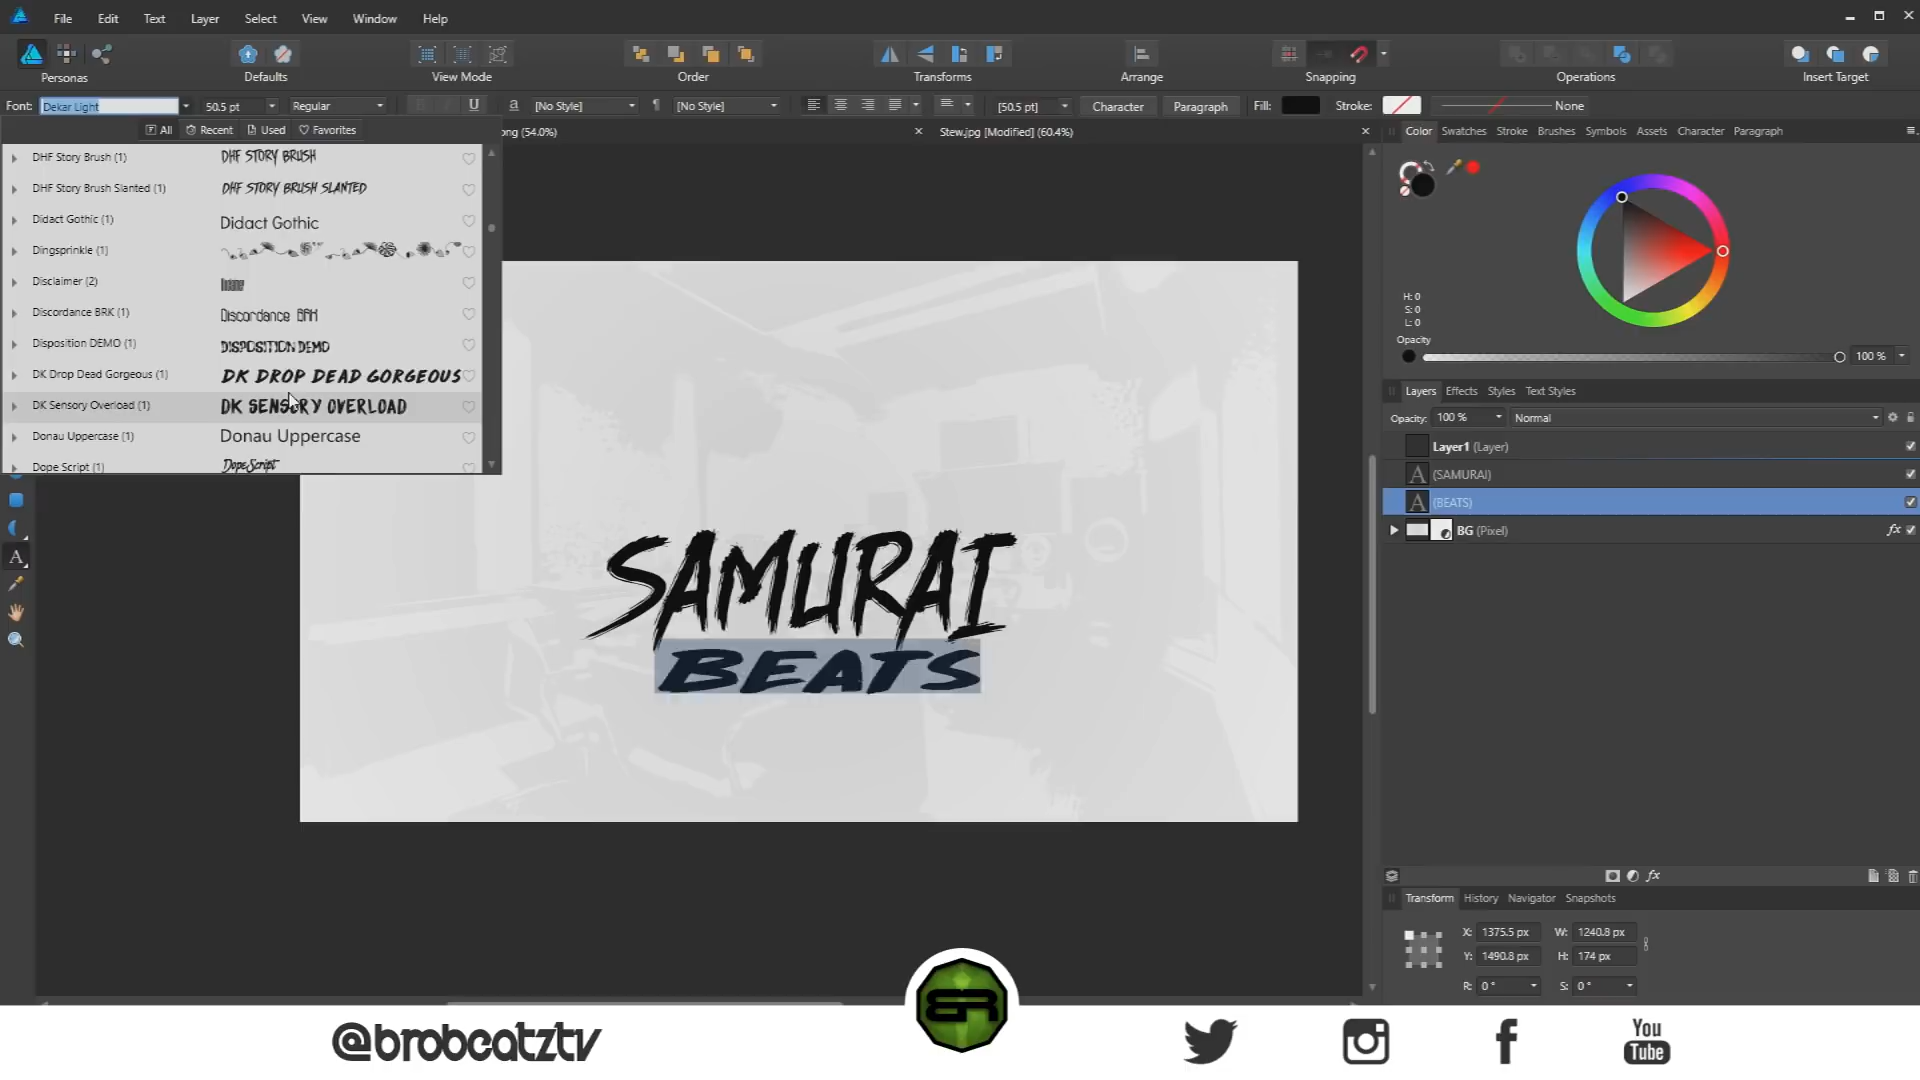 File Edit Text Layer Select View Window Help
Personas Defaults View Mode Order Transforms Arrange Snapping Operations Insert Target
Font: Dekar Light 50.5 pt Regular B I U a [No Style] ¶ [No Style] [50.5 pt] Character Paragraph Fill: Stroke: None
All Recent Used Favorites
png (54.0%) Stew.jpg [Modified] (60.4%)
Color Swatches Stroke Brushes Symbols Assets Character Paragraph
DHF Story Brush (1) DHF STORY BRUSH
DHF Story Brush Slanted (1) DHF STORY BRUSH SLANTED
Didact Gothic (1) Didact Gothic
Dingsprinkle (1)
Disclaimer (2)
Discordance BRK (1) Discordance BRK
Disposition DEMO (1) DISPOSITION DEMO
DK Drop Dead Gorgeous (1) DK DROP DEAD GORGEOUS
DK Sensory Overload (1) DK SENSORY OVERLOAD
Donau Uppercase (1) Donau Uppercase
Dope Script (1) Dope Script
H: 0
S: 0
L: 0
Opacity
100 %
Layers Effects Styles Text Styles
Opacity: 100 % Normal
Layer1 (Layer)
A (SAMURAI)
A (BEATS)
BG (Pixel) fx
A
SAMURAI
BEATS
fx
Transform History Navigator Snapshots
X: 1375.5 px W: 1240.8 px
Y: 1490.8 px H: 174 px
R: 0 ° S: 0 °
@brobeatztv
BR
You
Tube